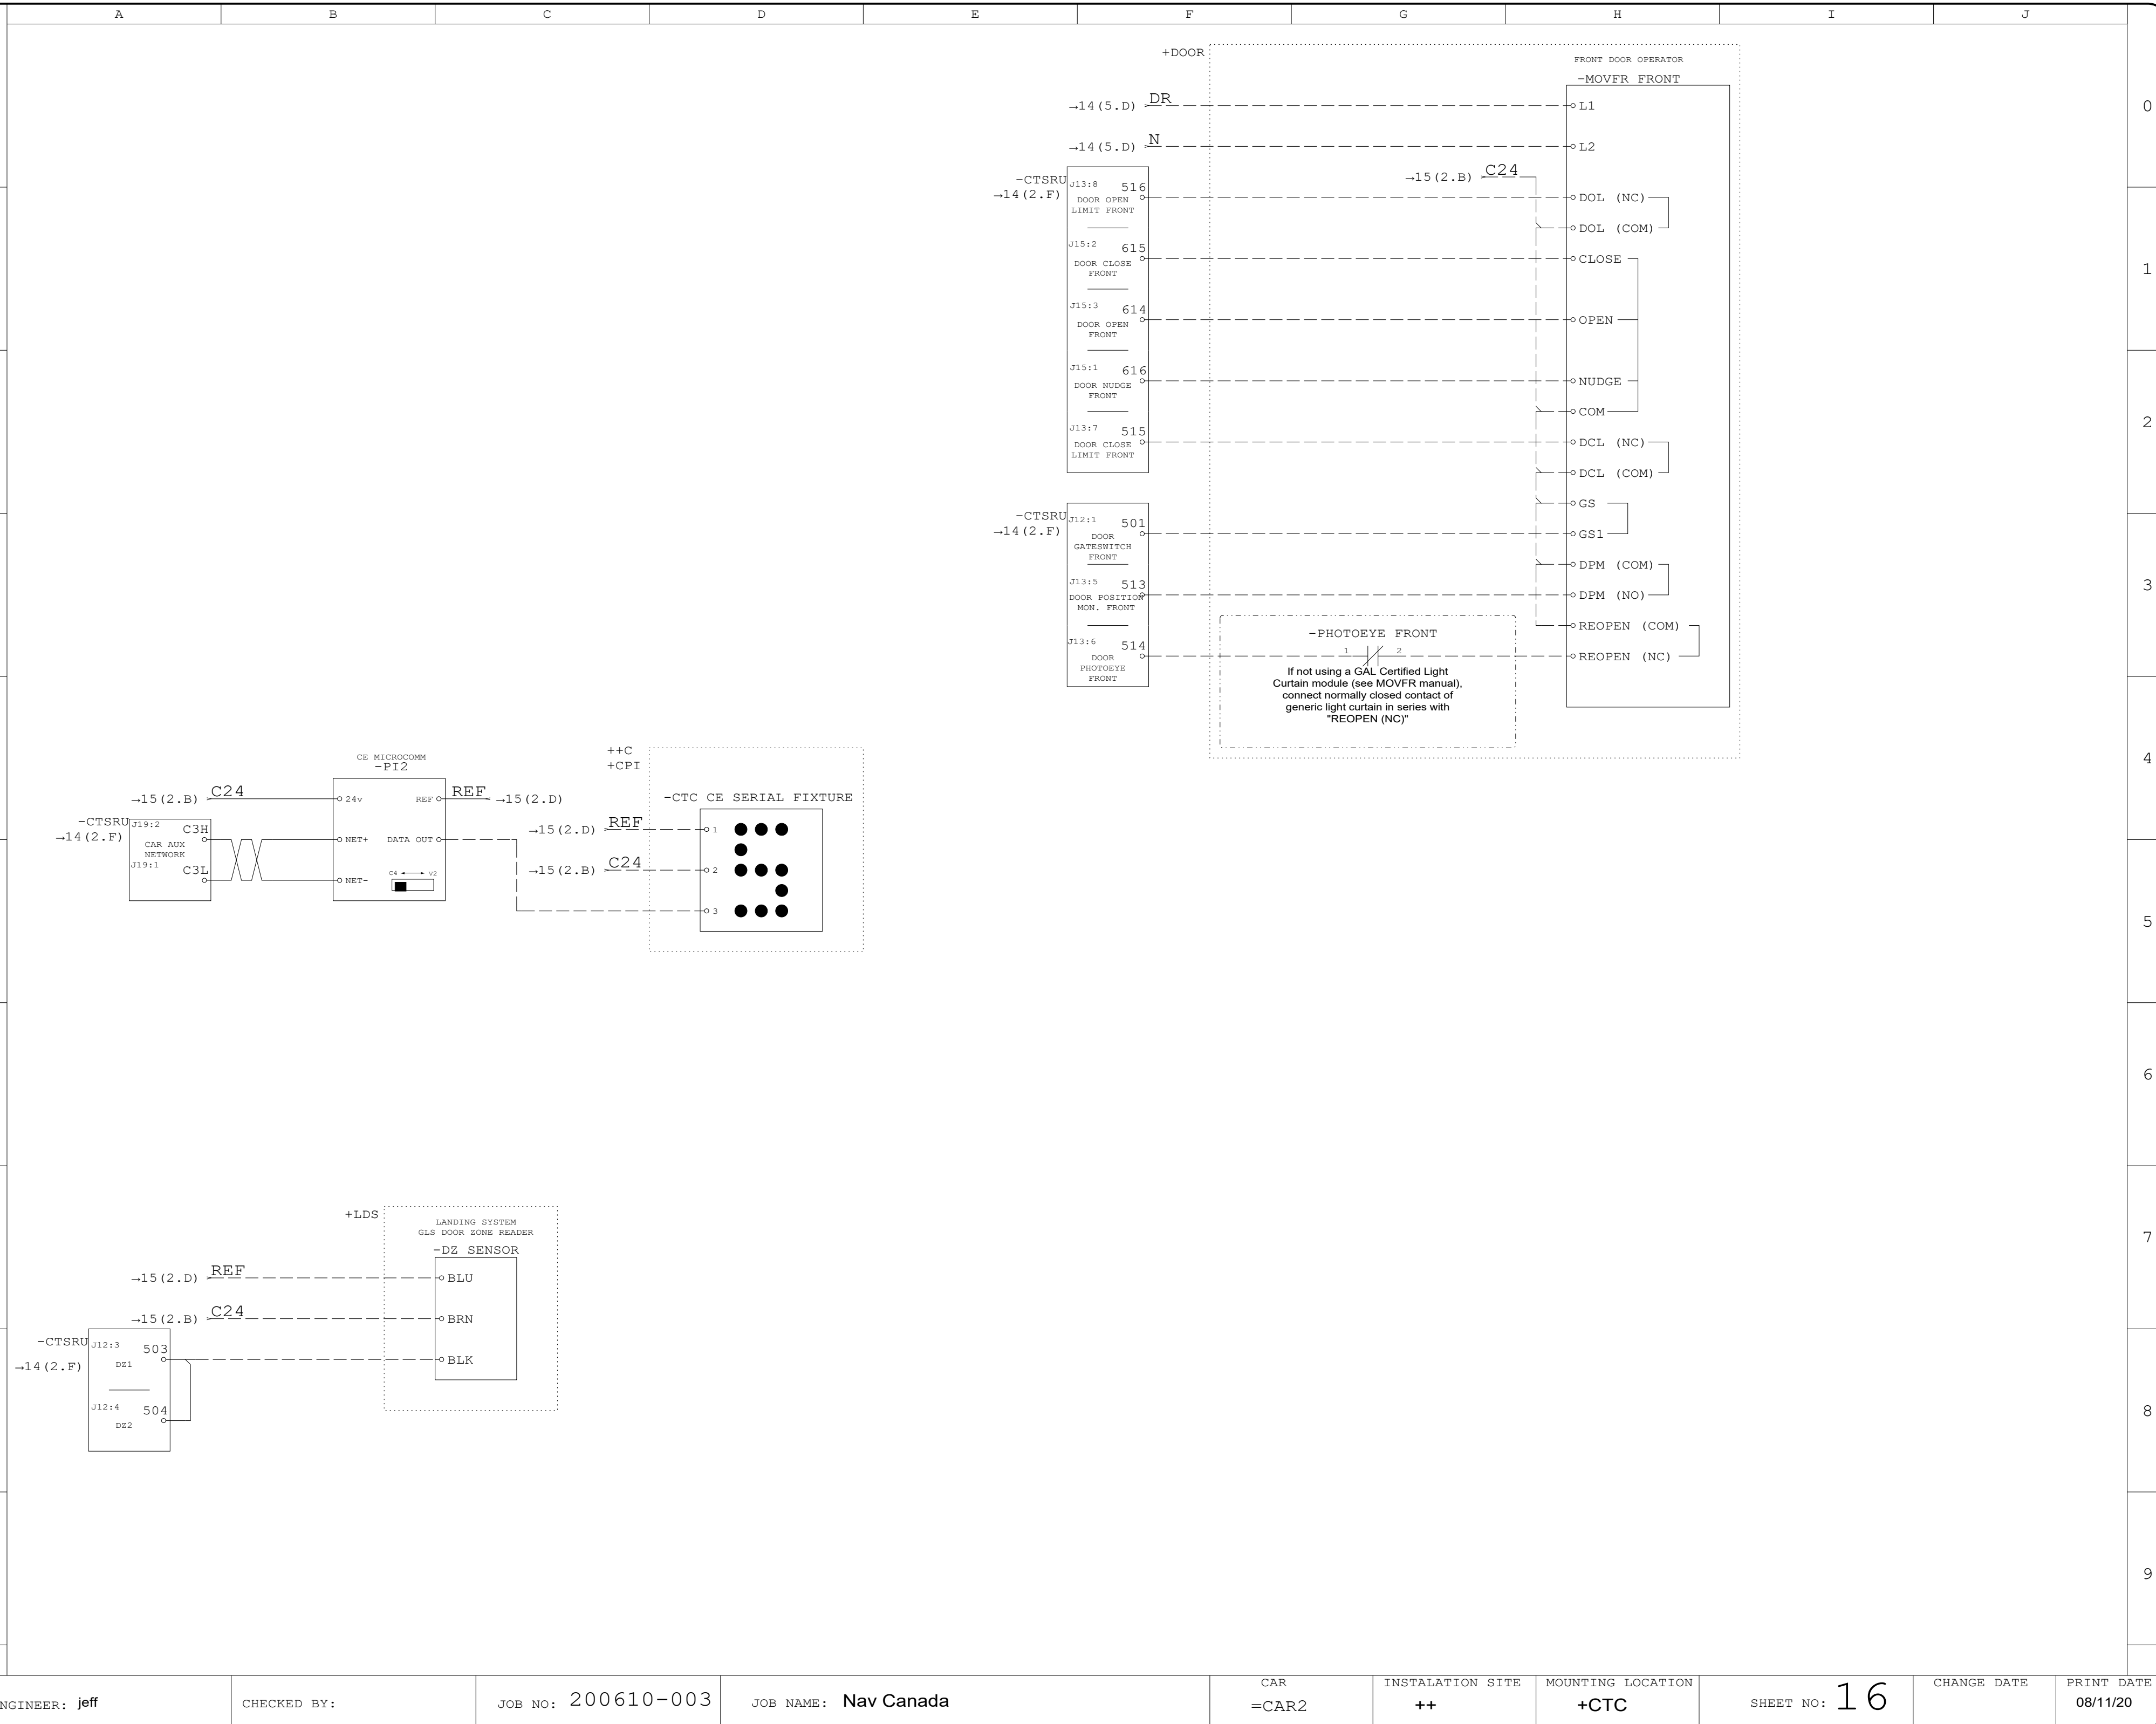 A B C D E F G H I J
+DOOR
FRONT DOOR OPERATOR
-MOVFR FRONT
→14(5.D) DR L1
0
→14(5.D) N L2
→15(2.B) C24
-CTSRU
→14(2.F)
J13:8 516
DOOR OPEN
LIMIT FRONT
DOL (NC)
DOL (COM)
J15:2 615
DOOR CLOSE
FRONT
CLOSE
1
J15:3 614
DOOR OPEN
FRONT
OPEN
J15:1 616
DOOR NUDGE
FRONT
NUDGE
COM
2
J13:7 515
DOOR CLOSE
LIMIT FRONT
DCL (NC)
DCL (COM)
GS
-CTSRU
→14(2.F)
J12:1 501
DOOR
GATESWITCH
FRONT
GS1
DPM (COM)
3
J13:5 513
DOOR POSITION
MON. FRONT
DPM (NO)
REOPEN (COM)
J13:6 514
DOOR
PHOTOEYE
FRONT
-PHOTOEYE FRONT
1 2
REOPEN (NC)
If not using a GAL Certified Light
Curtain module (see MOVFR manual),
connect normally closed contact of
generic light curtain in series with
"REOPEN (NC)"
4
CE MICROCOMM
-PI2
→15(2.B) C24
24v REF
REF →15(2.D)
-CTSRU
→14(2.F)
J19:2 C3H
CAR AUX
NETWORK
J19:1
C3L
NET+ DATA OUT
NET-
C4 ←→ V2
++C
+CPI
-CTC CE SERIAL FIXTURE
→15(2.D) REF 1
→15(2.B) C24 2
3
5
6
+LDS
LANDING SYSTEM
GLS DOOR ZONE READER
-DZ SENSOR
7
→15(2.D) REF BLU
→15(2.B) C24 BRN
-CTSRU
→14(2.F)
J12:3 503
DZ1
BLK
J12:4 504
DZ2
8
9
NGINEER: jeff
CHECKED BY:
JOB NO: 200610-003
JOB NAME: Nav Canada
CAR
=CAR2
INSTALATION SITE
++
MOUNTING LOCATION
+CTC
SHEET NO: 16
CHANGE DATE
PRINT DATE
08/11/20